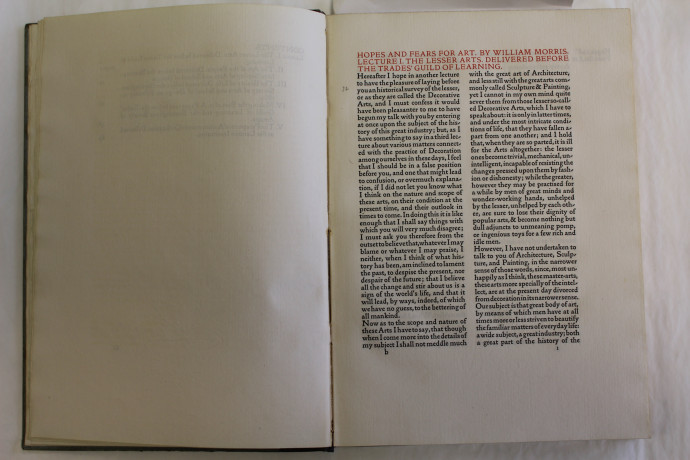 HOPES AND FEARS FOR ART. BY WILLIAM MORRIS.
LECTURE I. THE LESSER ARTS. DELIVERED BEFORE
THE TRADES' GUILD OF LEARNING.
Hereafter I hope in another lecture
to have the pleasure of laying before
you an historical survey of the lesser,
or as they are called the Decorative
Arts, and I must confess it would
have been pleasanter to me to have
begun my talk with you by entering
at once upon the subject of the his-
tory of this great industry; but, as I
have something to say in a third lec-
ture about various matters connect-
ed with the practice of Decoration
among ourselves in these days, I feel
that I should be in a false position
before you, and one that might lead
to confusion, or overmuch explana-
tion, if I did not let you know what
I think on the nature and scope of
these arts, on their condition at the
present time, and their outlook in
times to come. In doing this it is like
enough that I shall say things with
which you will very much disagree;
I must ask you therefore from the
outset to believe that, whatever I may
blame or whatever I may praise, I
neither, when I think of what his-
tory has been, am inclined to lament
the past, to despise the present, nor
despair of the future; that I believe
all the change and stir about us is a
sign of the world's life, and that it
will lead, by ways, indeed, of which
we have no guess, to the bettering of
all mankind.
Now as to the scope and nature of
these Arts I have to say, that though
when I come more into the details of
my subject I shall not meddle much
b
with the great art of Architecture,
and less still with the great arts com-
monly called Sculpture & Painting,
yet I cannot in my own mind quite
sever them from those lesser so-call-
ed Decorative Arts, which I have to
speak about: it is only in latter times,
and under the most intricate condi-
tions of life, that they have fallen a-
part from one another; and I hold
that, when they are so parted, it is ill
for the Arts altogether: the lesser
ones become trivial, mechanical, un-
intelligent, incapable of resisting the
changes pressed upon them by fash-
ion or dishonesty; while the greater,
however they may be practised for
a while by men of great minds and
wonder-working hands, unhelped
by the lesser, unhelped by each oth-
er, are sure to lose their dignity of
popular arts, & become nothing but
dull adjuncts to unmeaning pomp,
or ingenious toys for a few rich and
idle men.
However, I have not undertaken to
talk to you of Architecture, Sculp-
ture, and Painting, in the narrower
sense of those words, since, most un-
happily as I think, these master-arts,
these arts more specially of the intel-
lect, are at the present day divorced
from decoration in its narrower sense.
Our subject is that great body of art,
by means of which men have at all
times more or less striven to beautify
the familiar matters of everyday life:
a wide subject, a great industry; both
a great part of the history of the
1